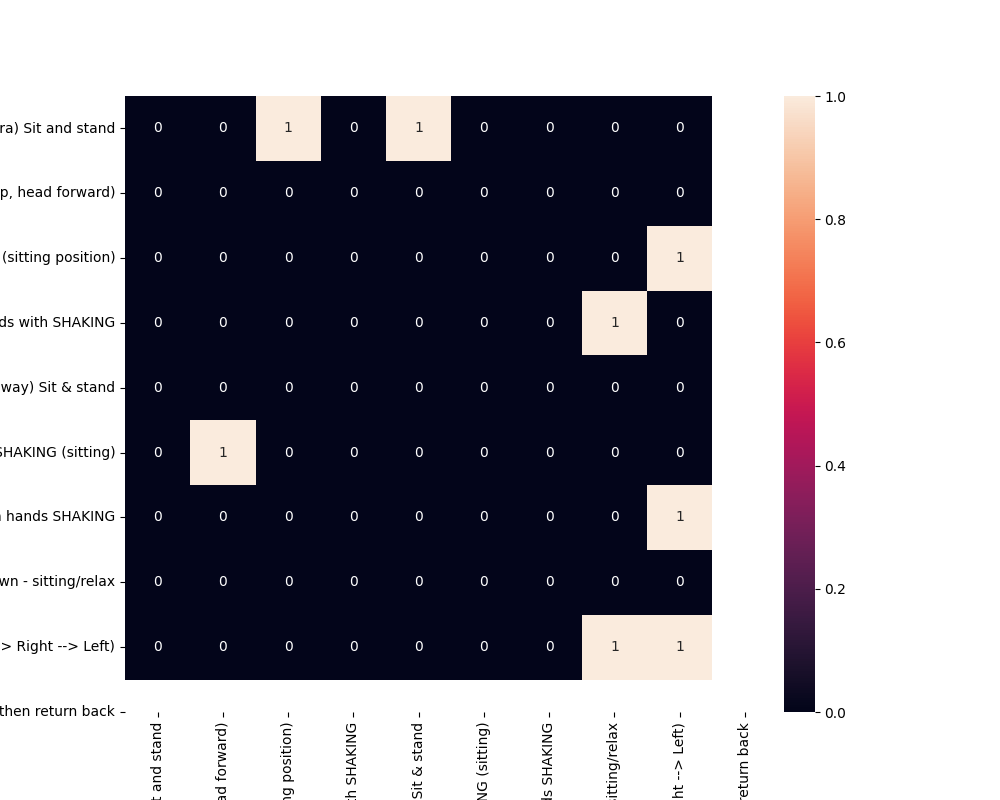 ra) Sit and stand 0 0 1 0 1 0 0 0 0
p, head forward) 0 0 0 0 0 0 0 0 0
(sitting position) 0 0 0 0 0 0 0 0 1
ds with SHAKING 0 0 0 0 0 0 0 1 0
way) Sit & stand 0 0 0 0 0 0 0 0 0
SHAKING (sitting) 0 1 0 0 0 0 0 0 0
hands SHAKING 0 0 0 0 0 0 0 0 1
wn - sitting/relax 0 0 0 0 0 0 0 0 0
> Right --> Left) 0 0 0 0 0 0 0 1 1
then return back
t and stand
ad forward)
ng position)
h SHAKING
Sit & stand
NG (sitting)
ds SHAKING
sitting/relax
ht --> Left)
return back
1.0
0.8
0.6
0.4
0.2
0.0